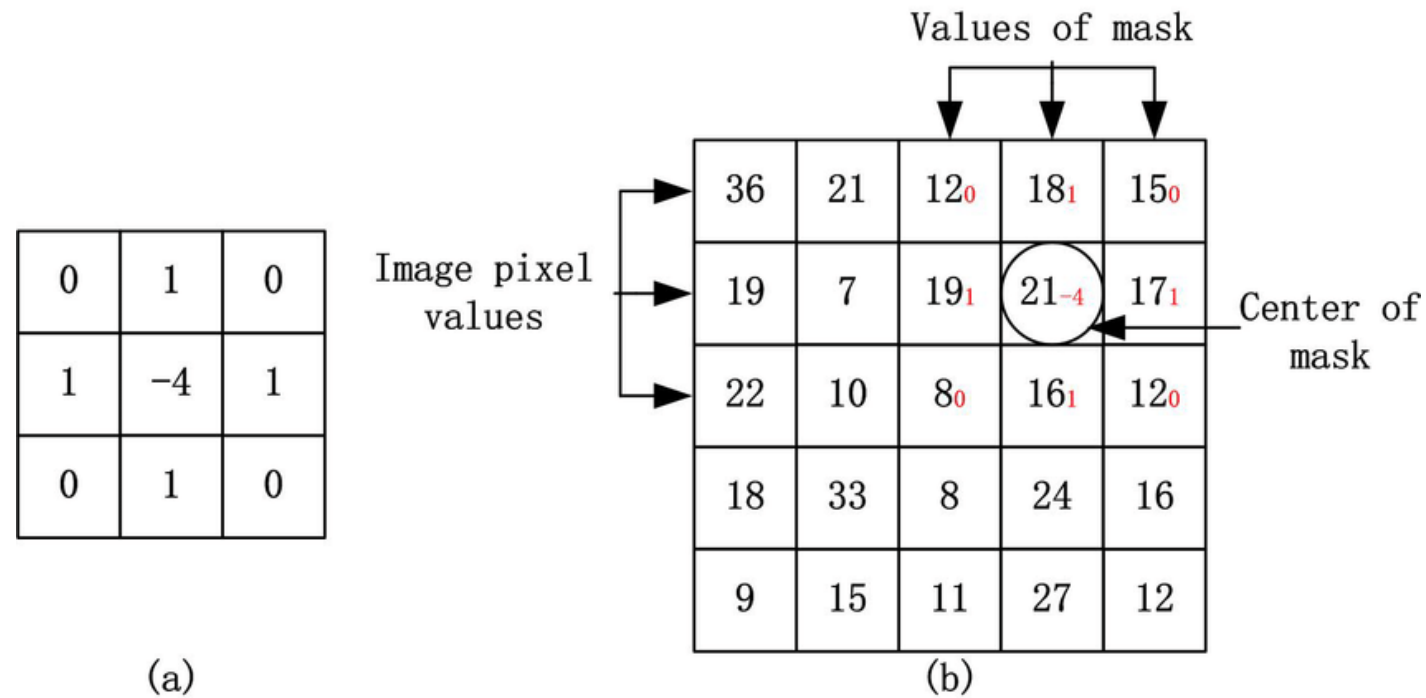 Values of mask
36 21 12 0 18 1 15 0
0 1 0
Image pixel
values
19 7 19 1 21 -4 17 1
Center of
mask
1 -4 1
22 10 8 0 16 1 12 0
0 1 0
18 33 8 24 16
9 15 11 27 12
(a)
(b)